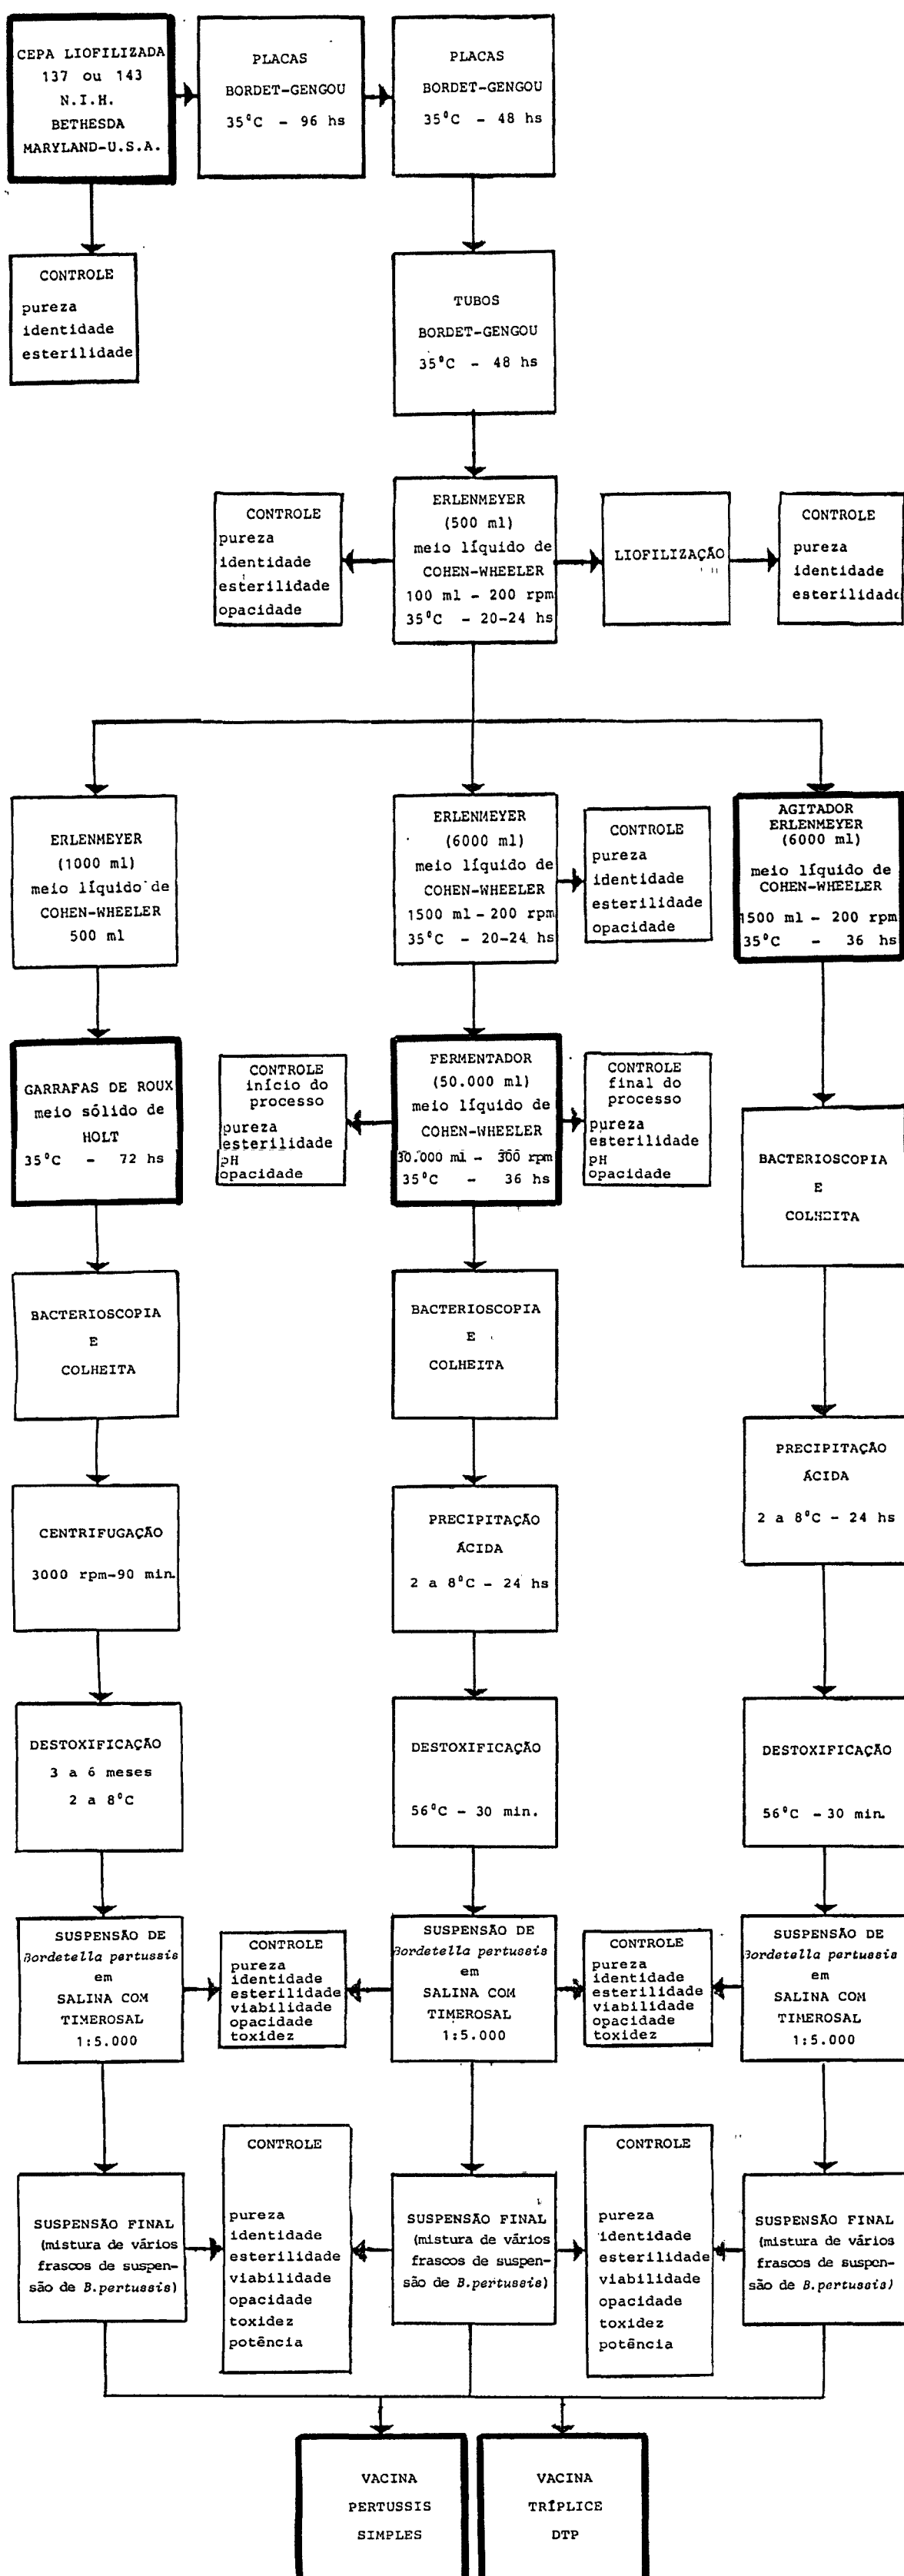 CEPA LIOFILIZADA
137 ou 143
N.I.H.
BETHESDA
MARYLAND-U.S.A.
PLACAS
BORDET-GENGOU
35⁰C - 96 hs
PLACAS
BORDET-GENGOU
35⁰C - 48 hs
CONTROLE
pureza
identidade
esterilidade
TUBOS
BORDET-GENGOU
35⁰C - 48 hs
CONTROLE
pureza
identidade
esterilidade
opacidade
ERLENMEYER
(500 ml)
meio líquido de
COHEN-WHEELER
100 ml - 200 rpm
35⁰C - 20-24 hs
LIOFILIZAÇÃO
CONTROLE
pureza
identidade
esterilidade
ERLENMEYER
(1000 ml)
meio líquido de
COHEN-WHEELER
500 ml
ERLENMEYER
(6000 ml)
meio líquido de
COHEN-WHEELER
1500 ml - 200 rpm
35⁰C - 20-24 hs
CONTROLE
pureza
identidade
esterilidade
opacidade
AGITADOR
ERLENMEYER
(6000 ml)
meio líquido de
COHEN-WHEELER
1500 ml - 200 rpm
35⁰C - 36 hs
GARRAFAS DE ROUX
meio sólido de
HOLT
35⁰C - 72 hs
CONTROLE
início do
processo
pureza
esterilidade
pH
opacidade
FERMENTADOR
(50.000 ml)
meio líquido de
COHEN-WHEELER
30.000 ml - 300 rpm
35⁰C - 36 hs
CONTROLE
final do
processo
pureza
esterilidade
pH
opacidade
BACTERIOSCOPIA
E
COLHEITA
BACTERIOSCOPIA
E
COLHEITA
BACTERIOSCOPIA
E
COLHEITA
CENTRIFUGAÇÃO
3000 rpm-90 min.
PRECIPITAÇÃO
ÁCIDA
2 a 8⁰C - 24 hs
PRECIPITAÇÃO
ÁCIDA
2 a 8⁰C - 24 hs
DESTOXIFICAÇÃO
3 a 6 meses
2 a 8⁰C
DESTOXIFICAÇÃO
56⁰C - 30 min.
DESTOXIFICAÇÃO
56⁰C - 30 min.
SUSPENSÃO DE
Bordetella pertussis
em
SALINA COM
TIMEROSAL
1:5.000
CONTROLE
pureza
identidade
esterilidade
viabilidade
opacidade
toxidez
SUSPENSÃO DE
Bordetella pertussis
em
SALINA COM
TIMEROSAL
1:5.000
CONTROLE
pureza
identidade
esterilidade
viabilidade
opacidade
toxidez
SUSPENSÃO DE
Bordetella pertussis
em
SALINA COM
TIMEROSAL
1:5.000
SUSPENSÃO FINAL
(mistura de vários
frascos de suspen-
são de B.pertussis)
CONTROLE
pureza
identidade
esterilidade
viabilidade
opacidade
toxidez
potência
SUSPENSÃO FINAL
(mistura de vários
frascos de suspen-
são de B.pertussis)
CONTROLE
pureza
identidade
esterilidade
viabilidade
opacidade
toxidez
potência
SUSPENSÃO FINAL
(mistura de vários
frascos de suspen-
são de B.pertussis)
VACINA
PERTUSSIS
SIMPLES
VACINA
TRÍPLICE
DTP